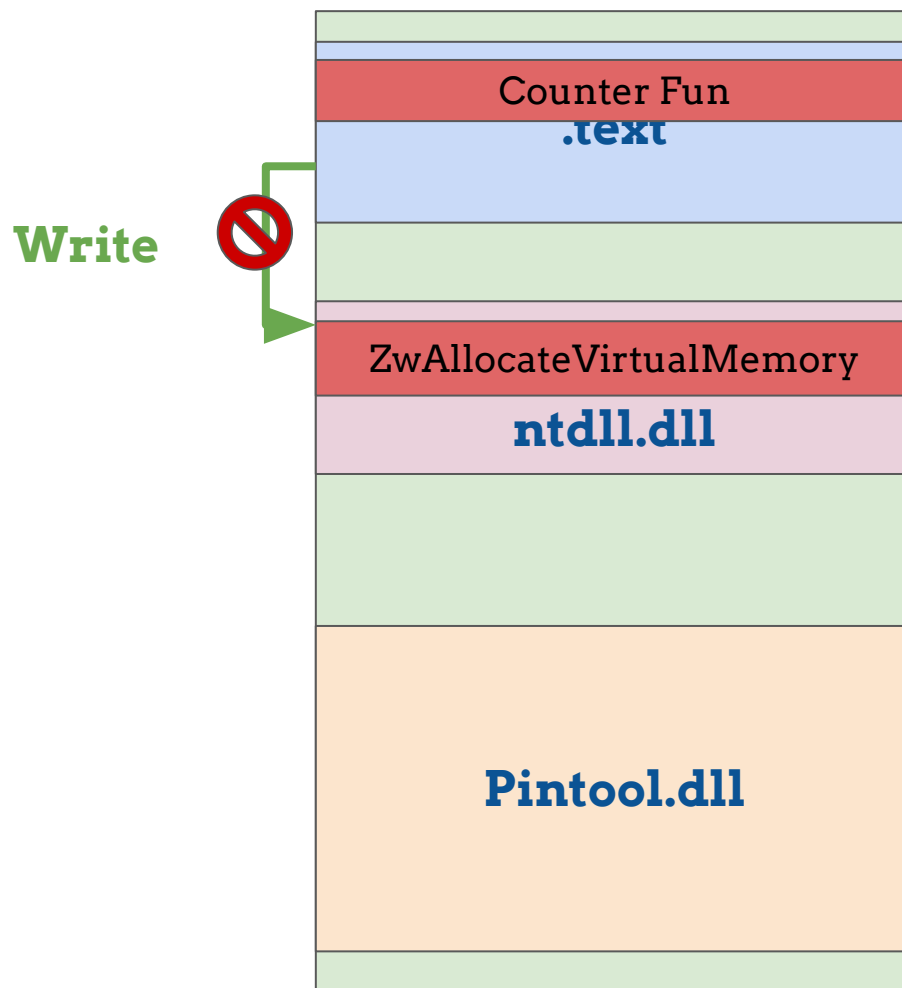 Counter Fun
.text
Write
ZwAllocateVirtualMemory
ntdll.dll
Pintool.dll